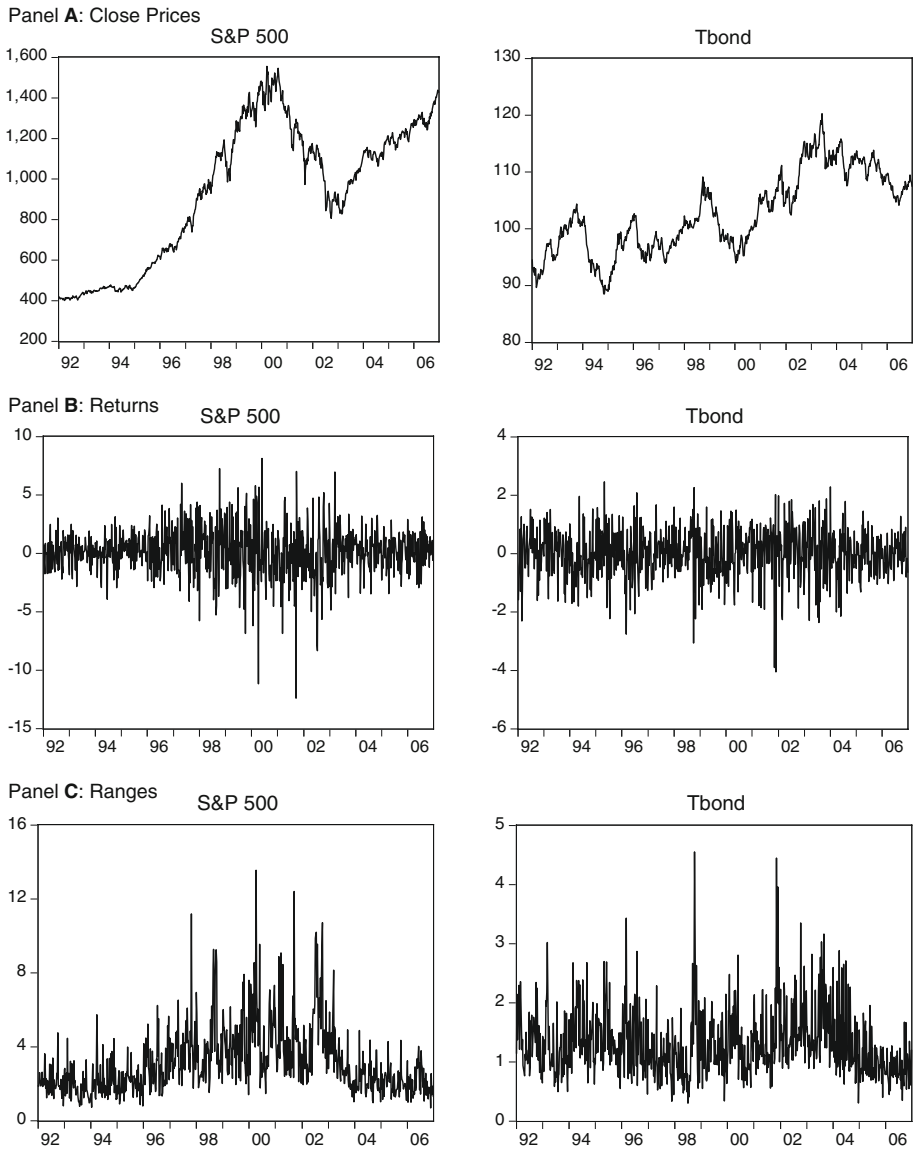 Panel A: Close Prices
S&P 500
1,600
1,400
1,200
1,000
800
600
400
200
92 94 96 98 00 02 04 06
Tbond
130
120
110
100
90
80
92 94 96 98 00 02 04 06
Panel B: Returns
S&P 500
10
5
0
-5
-10
-15
92 94 96 98 00 02 04 06
Tbond
4
2
0
-2
-4
-6
92 94 96 98 00 02 04 06
Panel C: Ranges
S&P 500
16
12
8
4
0
92 94 96 98 00 02 04 06
Tbond
5
4
3
2
1
0
92 94 96 98 00 02 04 06